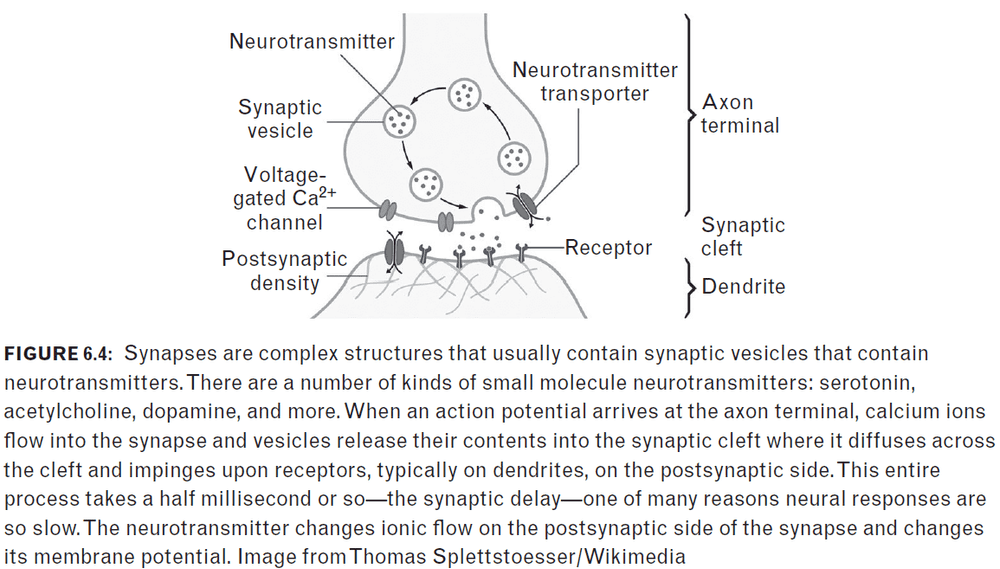 Neurotransmitter
Neurotransmitter
transporter
Synaptic
vesicle
Axon
terminal
Voltage-
gated Ca²⁺
channel
Synaptic
cleft
Receptor
Postsynaptic
density
Dendrite
FIGURE 6.4: Synapses are complex structures that usually contain synaptic vesicles that contain
neurotransmitters. There are a number of kinds of small molecule neurotransmitters: serotonin,
acetylcholine, dopamine, and more. When an action potential arrives at the axon terminal, calcium ions
flow into the synapse and vesicles release their contents into the synaptic cleft where it diffuses across
the cleft and impinges upon receptors, typically on dendrites, on the postsynaptic side. This entire
process takes a half millisecond or so—the synaptic delay—one of many reasons neural responses are
so slow. The neurotransmitter changes ionic flow on the postsynaptic side of the synapse and changes
its membrane potential. Image from Thomas Splettstoesser/Wikimedia